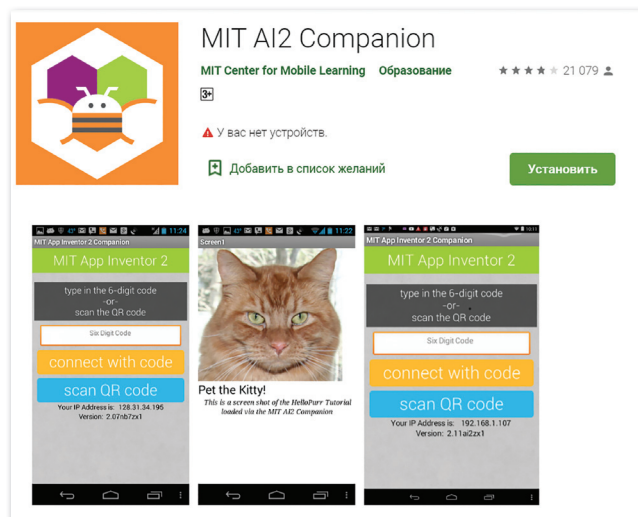 MIT AI2 Companion
MIT Center for Mobile Learning Образование 21 079
3+
У вас нет устройств.
Добавить в список желаний
Установить
11:24
MIT App Inventor 2 Companion
MIT App Inventor 2
type in the 6-digit code
-or-
scan the QR code
Six Digit Code
connect with code
scan QR code
Your IP Address is: 128.31.34.195
Version: 2.07nb7zx1
11:22
Screen1
Pet the Kitty!
This is a screen shot of the HelloPurr Tutorial
loaded via the MIT AI2 Companion
10:11
MIT App Inventor 2 Companion
MIT App Inventor 2
type in the 6-digit code
-or-
scan the QR code
Six Digit Code
connect with code
scan QR code
Your IP Address is: 192.168.1.107
Version: 2.11ai2zx1